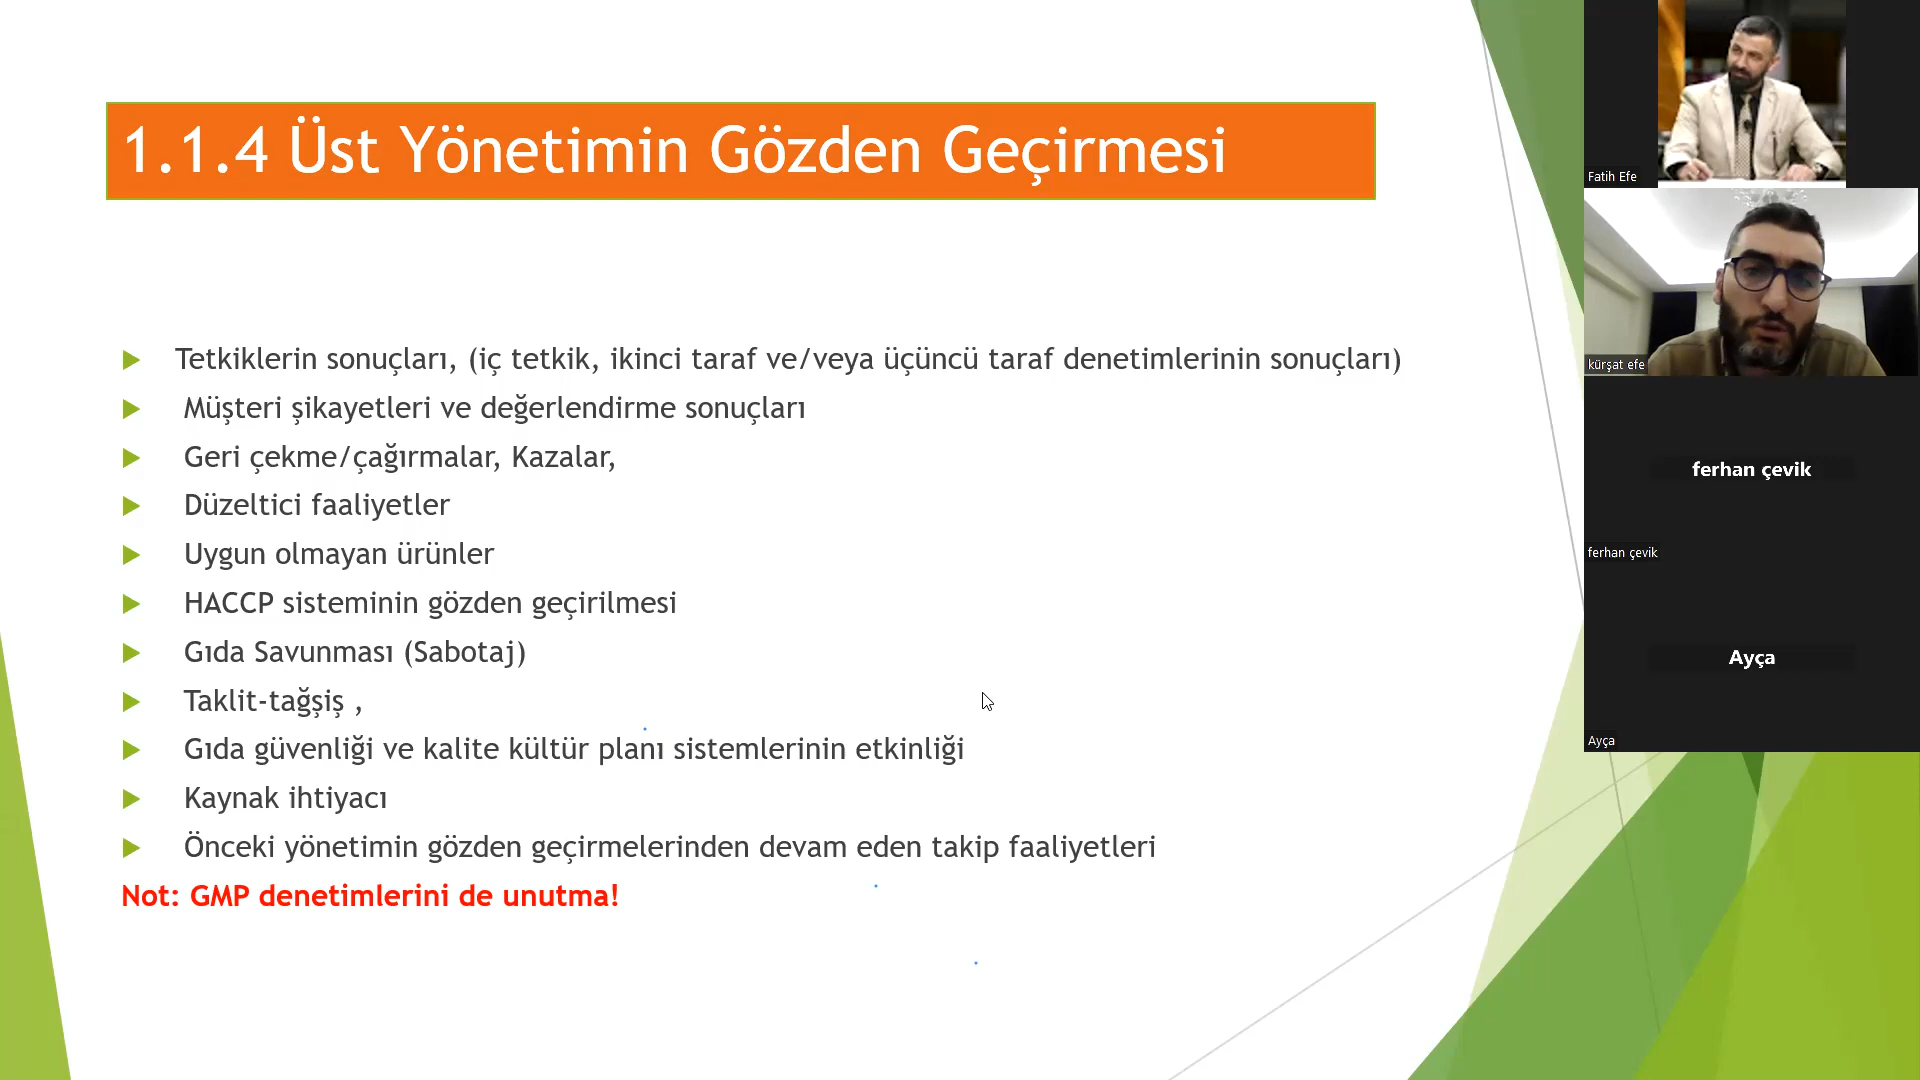 1.1.4 Üst Yönetimin Gözden Geçirmesi
Tetkiklerin sonuçları, (iç tetkik, ikinci taraf ve/veya üçüncü taraf denetimlerinin sonuçları)
Müşteri şikayetleri ve değerlendirme sonuçları
Geri çekme/çağırmalar, Kazalar,
Düzeltici faaliyetler
Uygun olmayan ürünler
HACCP sisteminin gözden geçirilmesi
Gıda Savunması (Sabotaj)
Taklit-tağşiş ,
Gıda güvenliği ve kalite kültür planı sistemlerinin etkinliği
Kaynak ihtiyacı
Önceki yönetimin gözden geçirmelerinden devam eden takip faaliyetleri
Not: GMP denetimlerini de unutma!
Fatih Efe
kürşat efe
ferhan çevik
ferhan çevik
Ayça
Ayça